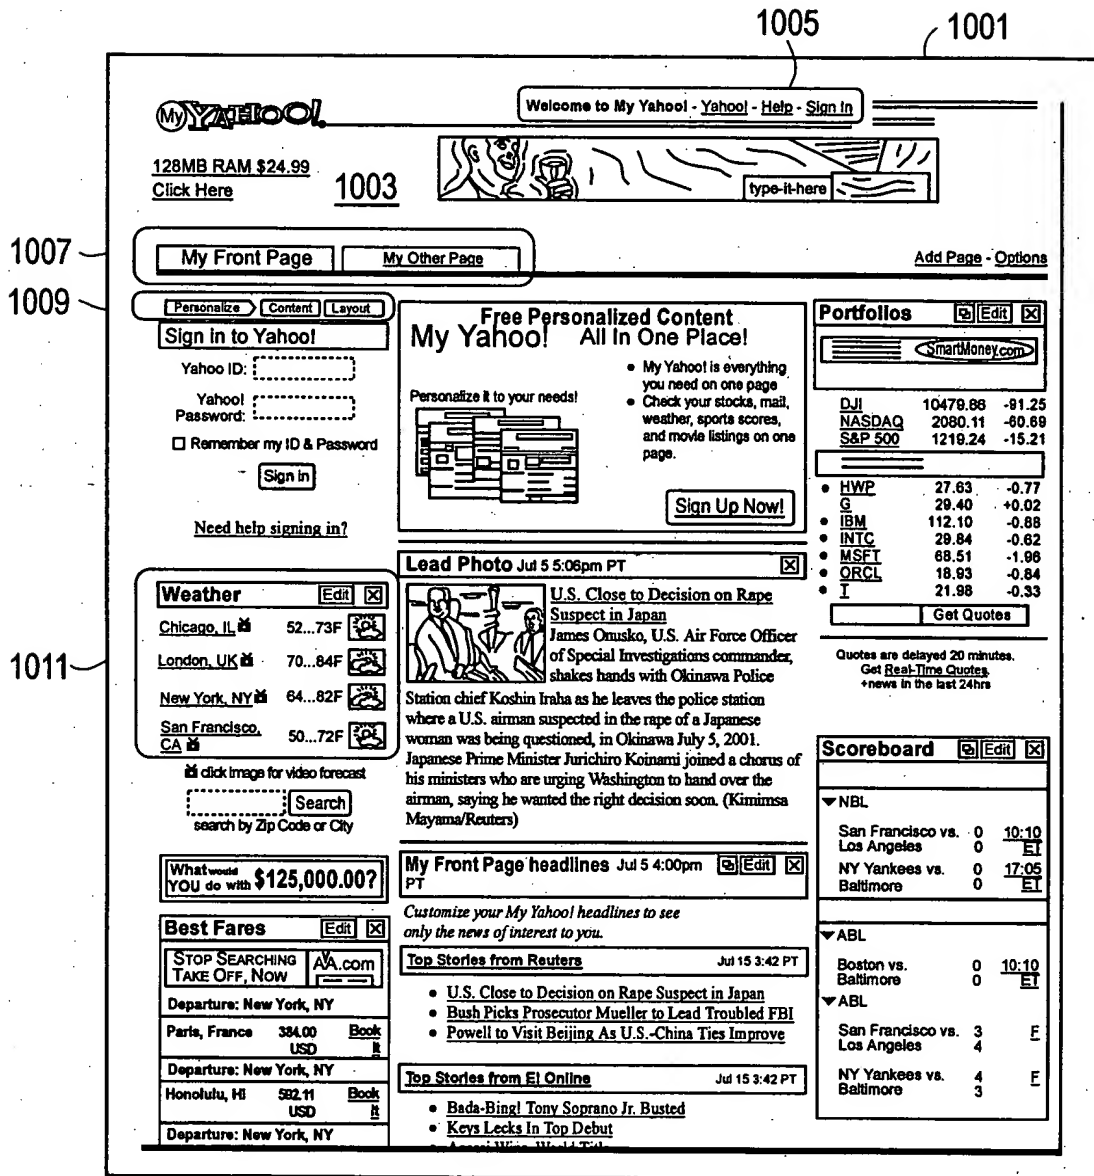 1005
1001
My YAHOO!
Welcome to My Yahoo! - Yahoo! - Help - Sign In
128MB RAM $24.99
Click Here
1003
type-it-here
1007
My Front Page
My Other Page
Add Page - Options
1009
Personalize
Content
Layout
Sign in to Yahoo!
Yahoo ID:
Yahoo!
Password:
Remember my ID & Password
Sign in
Need help signing in?
Free Personalized Content
My Yahoo! All In One Place!
Personalize it to your needs!
• My Yahoo! is everything
you need on one page
• Check your stocks, mail,
weather, sports scores,
and movie listings on one
page.
Sign Up Now!
Portfolios Edit
SmartMoney.com
DJI 10479.86 -91.25
NASDAQ 2080.11 -60.69
S&P 500 1219.24 -15.21
• HWP 27.63 -0.77
G 29.40 +0.02
• IBM 112.10 -0.88
• INTC 29.84 -0.62
• MSFT 68.51 -1.96
• ORCL 18.93 -0.84
• T 21.98 -0.33
Get Quotes
Quotes are delayed 20 minutes.
Get Real-Time Quotes.
+news in the last 24hrs
1011
Weather Edit
Chicago, IL 52...73F
London, UK 70...84F
New York, NY 64...82F
San Francisco,
CA 50...72F
click image for video forecast
Search
search by Zip Code or City
What would
YOU do with $125,000.00?
Best Fares Edit
STOP SEARCHING
TAKE OFF, NOW
AA.com
Departure: New York, NY
Paris, France 384.00 Book
USD It
Departure: New York, NY
Honolulu, HI 592.11 Book
USD It
Departure: New York, NY
Lead Photo Jul 5 5:06pm PT
U.S. Close to Decision on Rape
Suspect in Japan
James Onusko, U.S. Air Force Officer
of Special Investigations commander,
shakes hands with Okinawa Police
Station chief Koshin Iraha as he leaves the police station
where a U.S. airman suspected in the rape of a Japanese
woman was being questioned, in Okinawa July 5, 2001.
Japanese Prime Minister Jurichiro Koinami joined a chorus of
his ministers who are urging Washington to hand over the
airman, saying he wanted the right decision soon. (Kimimsa
Mayama/Reuters)
My Front Page headlines Jul 5 4:00pm
PT
Edit
Customize your My Yahoo! headlines to see
only the news of interest to you.
Top Stories from Reuters Jul 15 3:42 PT
• U.S. Close to Decision on Rape Suspect in Japan
• Bush Picks Prosecutor Mueller to Lead Troubled FBI
• Powell to Visit Beijing As U.S.-China Ties Improve
Top Stories from E! Online Jul 15 3:42 PT
• Bada-Bing! Tony Soprano Jr. Busted
• Keys Lecks In Top Debut
Scoreboard Edit
NBL
San Francisco vs. 0 10:10
Los Angeles 0 ET
NY Yankees vs. 0 17:05
Baltimore 0 ET
ABL
Boston vs. 0 10:10
Baltimore 0 ET
ABL
San Francisco vs. 3 F
Los Angeles 4
NY Yankees vs. 4 F
Baltimore 3